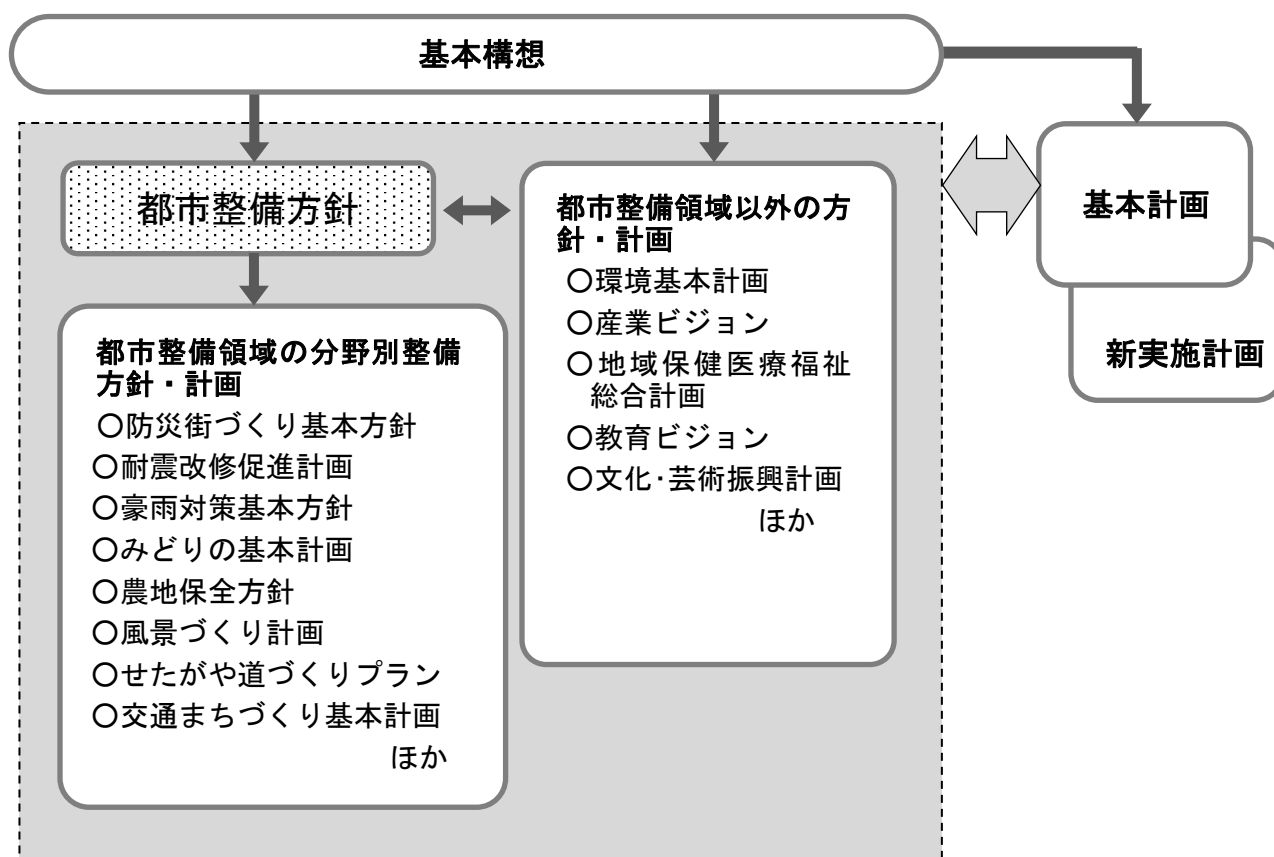 基本構想
都市整備方針
都市整備領域の分野別整備
方針・計画
○防災街づくり基本方針
○耐震改修促進計画
○豪雨対策基本方針
○みどりの基本計画
○農地保全方針
○風景づくり計画
○せたがや道づくりプラン
○交通まちづくり基本計画
ほか
都市整備領域以外の方
針・計画
○環境基本計画
○産業ビジョン
○地域保健医療福祉
総合計画
○教育ビジョン
○文化・芸術振興計画
ほか
基本計画
新実施計画